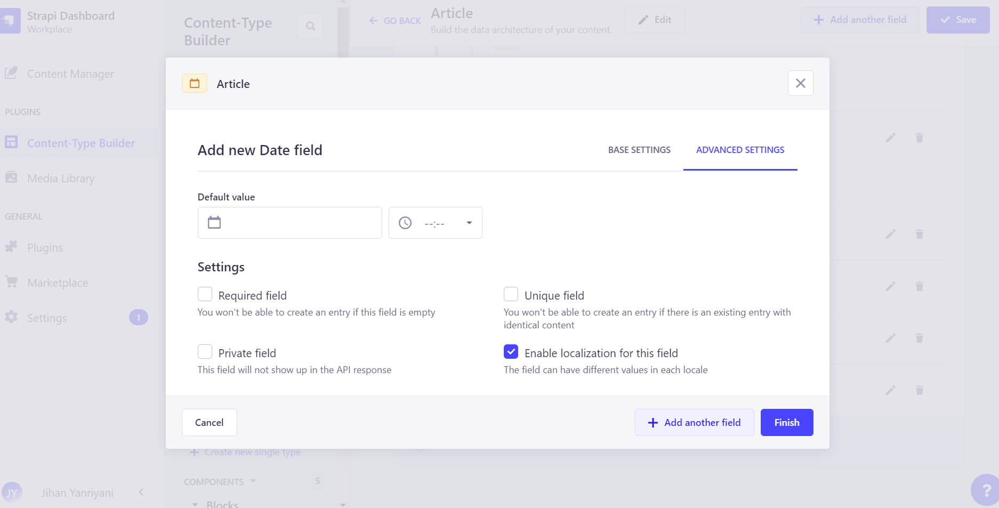 Strapi Dashboard
Workplace
Content Manager
PLUGINS
Content-Type Builder
Media Library
GENERAL
Plugins
Marketplace
Settings
1
JY
Jihan Yanriyani
Content-Type
Builder
GO BACK
Article
Build the data architecture of your content.
Edit
Add another field
Save
Article
Add new Date field
BASE SETTINGS
ADVANCED SETTINGS
Default value
--:--
Settings
Required field
You won't be able to create an entry if this field is empty
Unique field
You won't be able to create an entry if there is an existing entry with
identical content
Private field
This field will not show up in the API response
Enable localization for this field
The field can have different values in each locale
Cancel
Add another field
Finish
Create new single type
COMPONENTS
5
Blocks
?